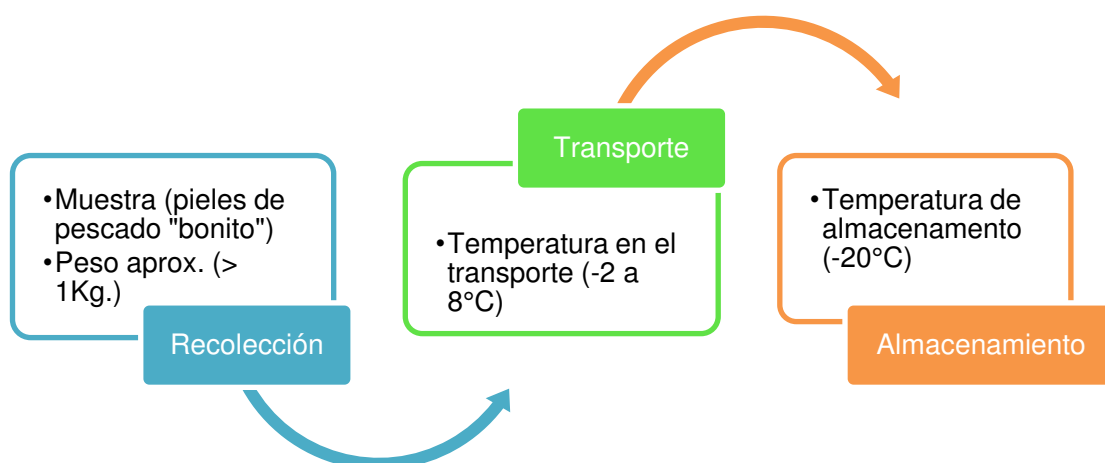 •Muestra (pieles de
pescado "bonito")
•Peso aprox. (>
1Kg.)
Recolección
Transporte
•Temperatura en el
transporte (-2 a
8°C)
•Temperatura de
almacenamiento
(-20°C)
Almacenamiento